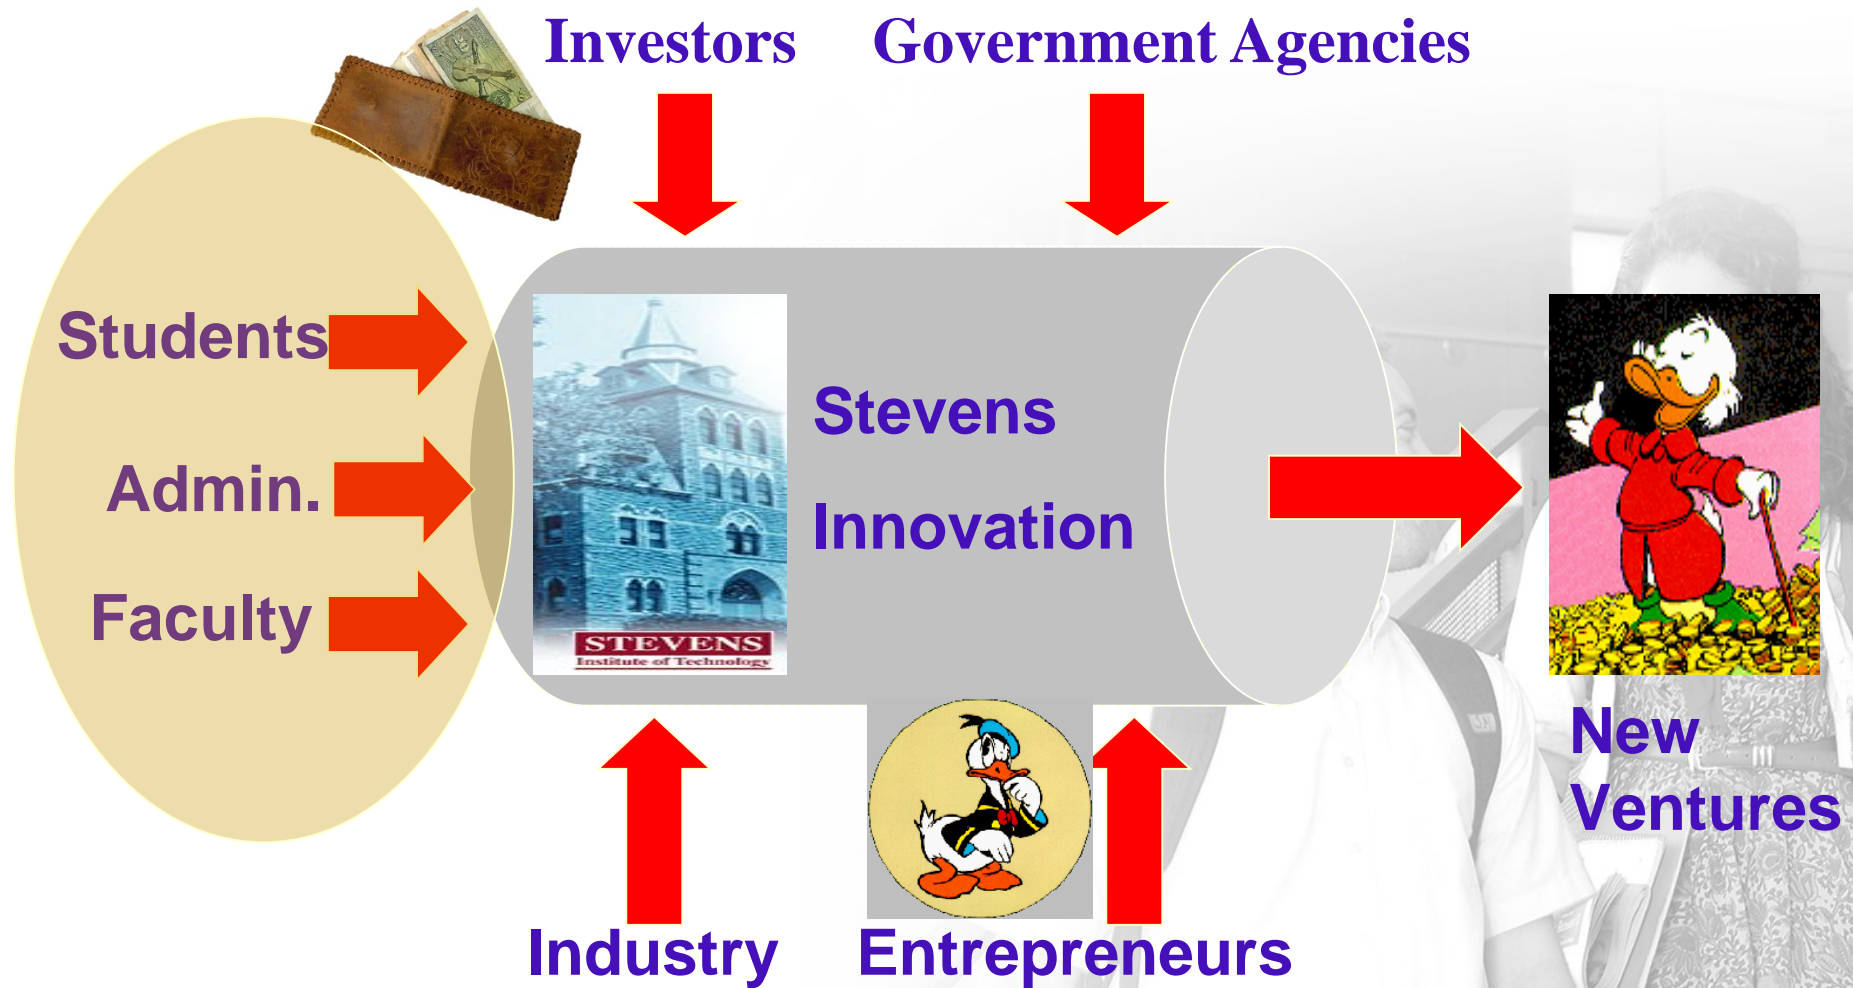 Investors
Government Agencies
Students
Admin.
Faculty
STEVENS
Institute of Technology
Stevens
Innovation
New
Ventures
Industry
Entrepreneurs